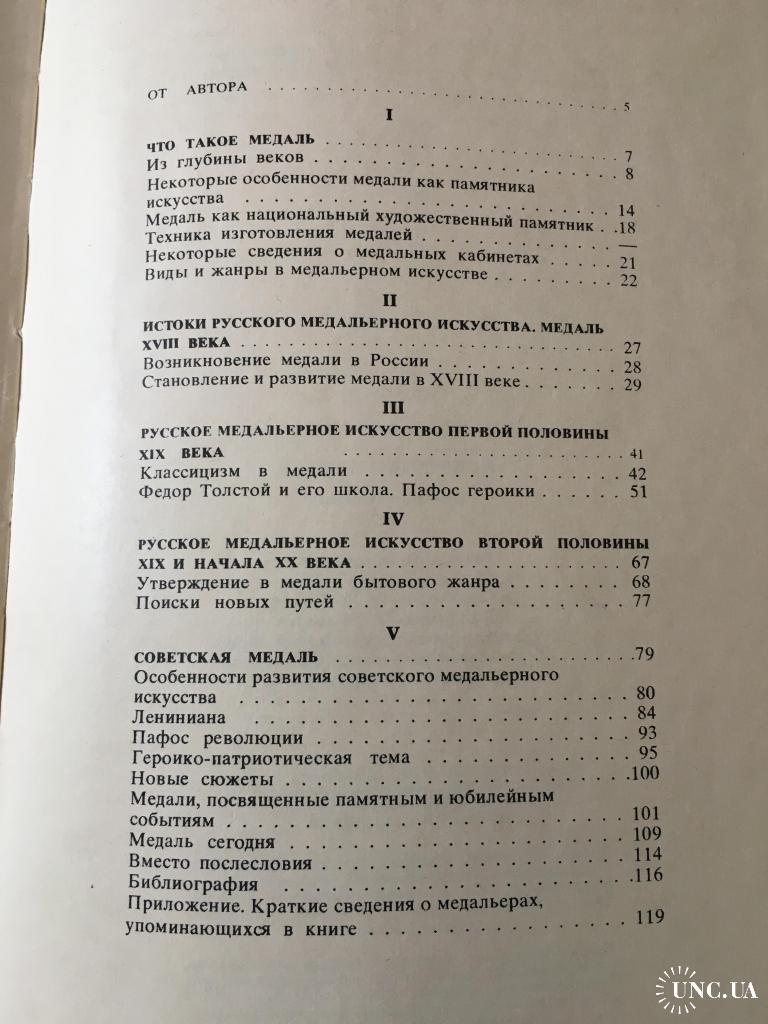 ОТ АВТОРА . . . . . . . . . . . . . . . . . . . . . . . . . . . . 5
I
ЧТО ТАКОЕ МЕДАЛЬ . . . . . . . . . . . . . . . . . . . . . . 7
Из глубины веков . . . . . . . . . . . . . . . . . . . . . . 8
Некоторые особенности медали как памятника
искусства . . . . . . . . . . . . . . . . . . . . . . . . . 14
Медаль как национальный художественный памятник . . 18
Техника изготовления медалей . . . . . . . . . . . . . —
Некоторые сведения о медальных кабинетах . . . . . 21
Виды и жанры в медальерном искусстве . . . . . . . . . 22
II
ИСТОКИ РУССКОГО МЕДАЛЬЕРНОГО ИСКУССТВА. МЕДАЛЬ
XVIII ВЕКА . . . . . . . . . . . . . . . . . . . . . . . . 27
Возникновение медали в России . . . . . . . . . . . . 28
Становление и развитие медали в XVIII веке . . . . . . . 29
III
РУССКОЕ МЕДАЛЬЕРНОЕ ИСКУССТВО ПЕРВОЙ ПОЛОВИНЫ
XIX ВЕКА . . . . . . . . . . . . . . . . . . . . 41
Классицизм в медали . . . . . . . . . . . . . . . . . 42
Федор Толстой и его школа. Пафос героики . . . . . . 51
IV
РУССКОЕ МЕДАЛЬЕРНОЕ ИСКУССТВО ВТОРОЙ ПОЛОВИНЫ
XIX И НАЧАЛА XX ВЕКА . . . . . . . . . . . . . . . . . 67
Утверждение в медали бытового жанра . . . . . . . . 68
Поиски новых путей . . . . . . . . . . . . . . . . . . 77
V
СОВЕТСКАЯ МЕДАЛЬ . . . . . . . . . . . . . . . . . . . 79
Особенности развития советского медальерного
искусства . . . . . . . . . . . . . . . . . . . . . . . 80
Лениниана . . . . . . . . . . . . . . . . . . . . . . 84
Пафос революции . . . . . . . . . . . . . . . . . . . 93
Героико-патриотическая тема . . . . . . . . . . . . . 95
Новые сюжеты . . . . . . . . . . . . . . . . . . . . .100
Медали, посвященные памятным и юбилейным
событиям . . . . . . . . . . . . . . . . . . . . . . . 101
Медаль сегодня . . . . . . . . . . . . . . . . . . . . 109
Вместо послесловия . . . . . . . . . . . . . . . . . . 114
Библиография . . . . . . . . . . . . . . . . . . . . .116
Приложение. Краткие сведения о медальерах,
упоминающихся в книге . . . . . . . . . . . . . . . . 119
UNC.UA